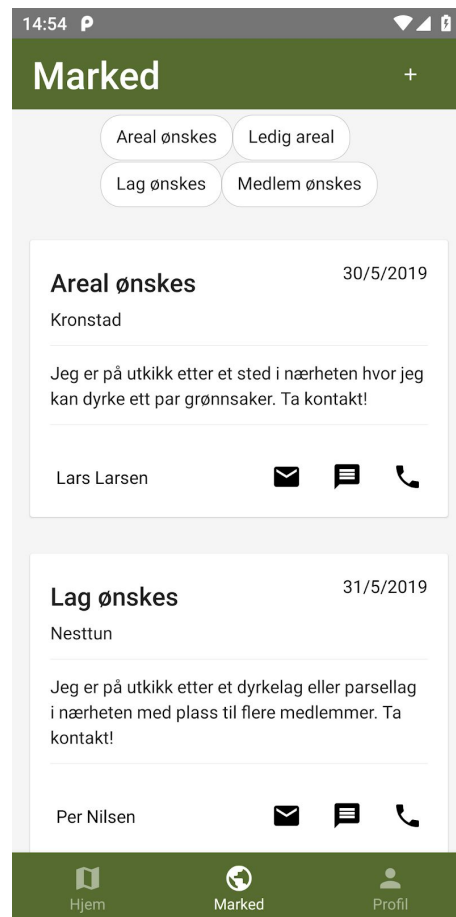 14:54
Marked
+
Areal ønskes Ledig areal
Lag ønskes Medlem ønskes
Areal ønskes 30/5/2019
Kronstad
Jeg er på utkikk etter et sted i nærheten hvor jeg
kan dyrke ett par grønnsaker. Ta kontakt!
Lars Larsen
Lag ønskes 31/5/2019
Nesttun
Jeg er på utkikk etter et dyrkelag eller parsellag
i nærheten med plass til flere medlemmer. Ta
kontakt!
Per Nilsen
Hjem Marked Profil